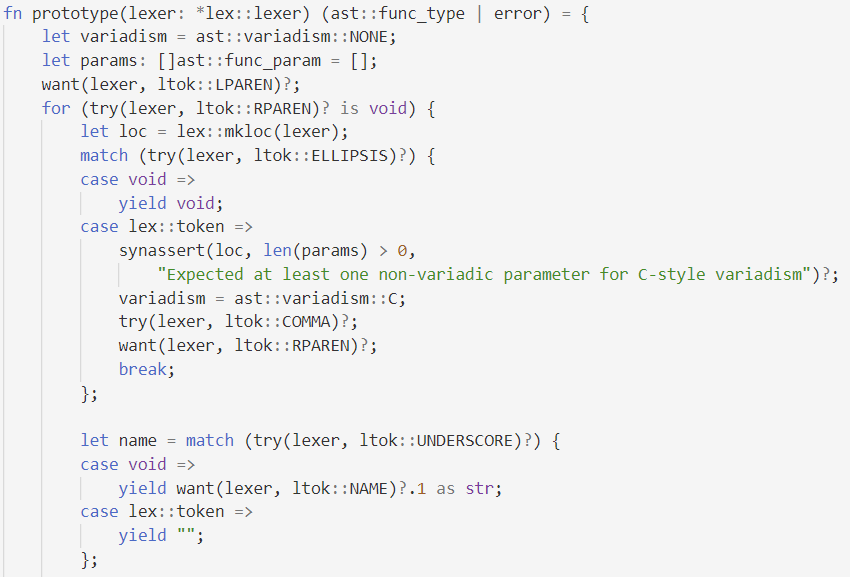 fn prototype(lexer: *lex::lexer) (ast::func_type | error) = {
    let variadism = ast::variadism::NONE;
    let params: []ast::func_param = [];
    want(lexer, ltok::LPAREN)?;
    for (try(lexer, ltok::RPAREN)? is void) {
        let loc = lex::mkloc(lexer);
        match (try(lexer, ltok::ELLIPSIS)?) {
        case void =>
            yield void;
        case lex::token =>
            synassert(loc, len(params) > 0,
                "Expected at least one non-variadic parameter for C-style variadism")?;
            variadism = ast::variadism::C;
            try(lexer, ltok::COMMA)?;
            want(lexer, ltok::RPAREN)?;
            break;
        };

        let name = match (try(lexer, ltok::UNDERSCORE)?) {
        case void =>
            yield want(lexer, ltok::NAME)?.1 as str;
        case lex::token =>
            yield "";
        };